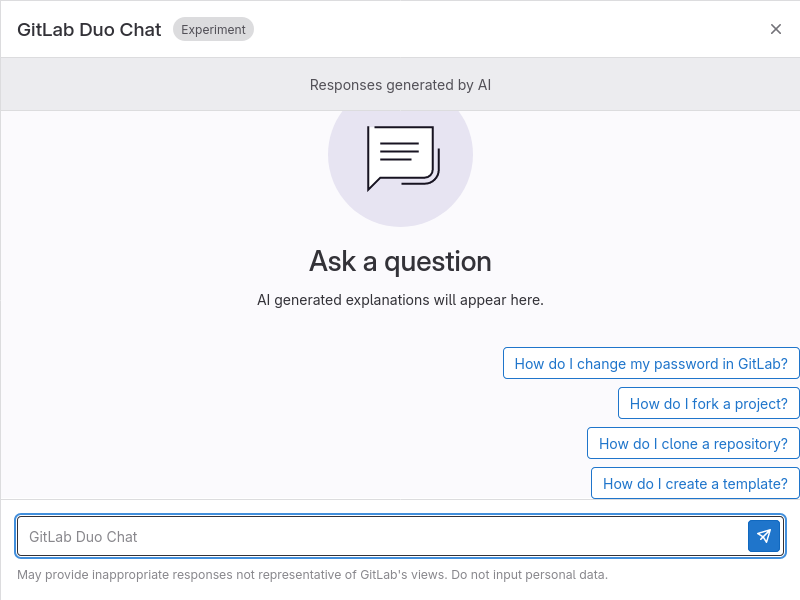 GitLab Duo Chat
Experiment
Responses generated by AI
Ask a question
AI generated explanations will appear here.
How do I change my password in GitLab?
How do I fork a project?
How do I clone a repository?
How do I create a template?
GitLab Duo Chat
May provide inappropriate responses not representative of GitLab's views. Do not input personal data.